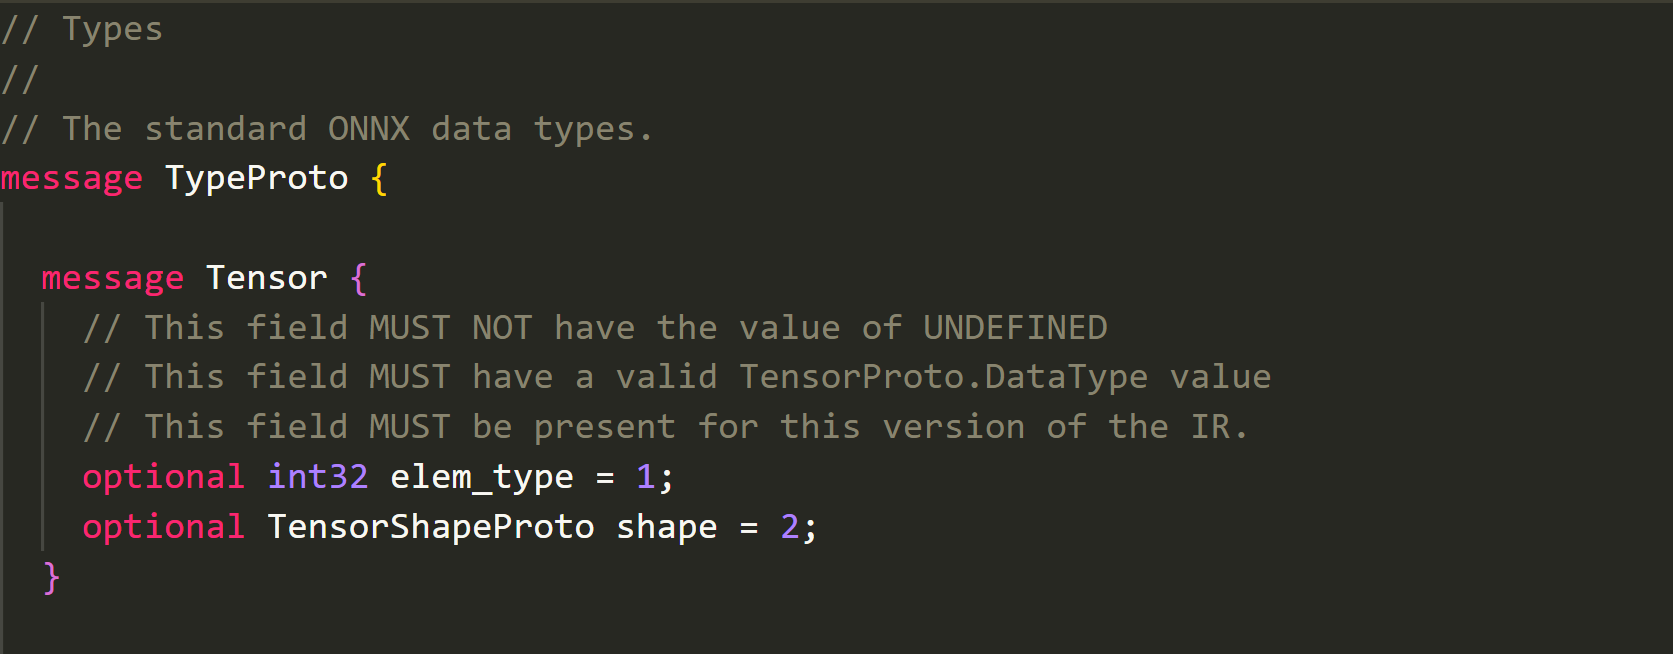 // Types
//
// The standard ONNX data types.
message TypeProto {

  message Tensor {
    // This field MUST NOT have the value of UNDEFINED
    // This field MUST have a valid TensorProto.DataType value
    // This field MUST be present for this version of the IR.
    optional int32 elem_type = 1;
    optional TensorShapeProto shape = 2;
  }